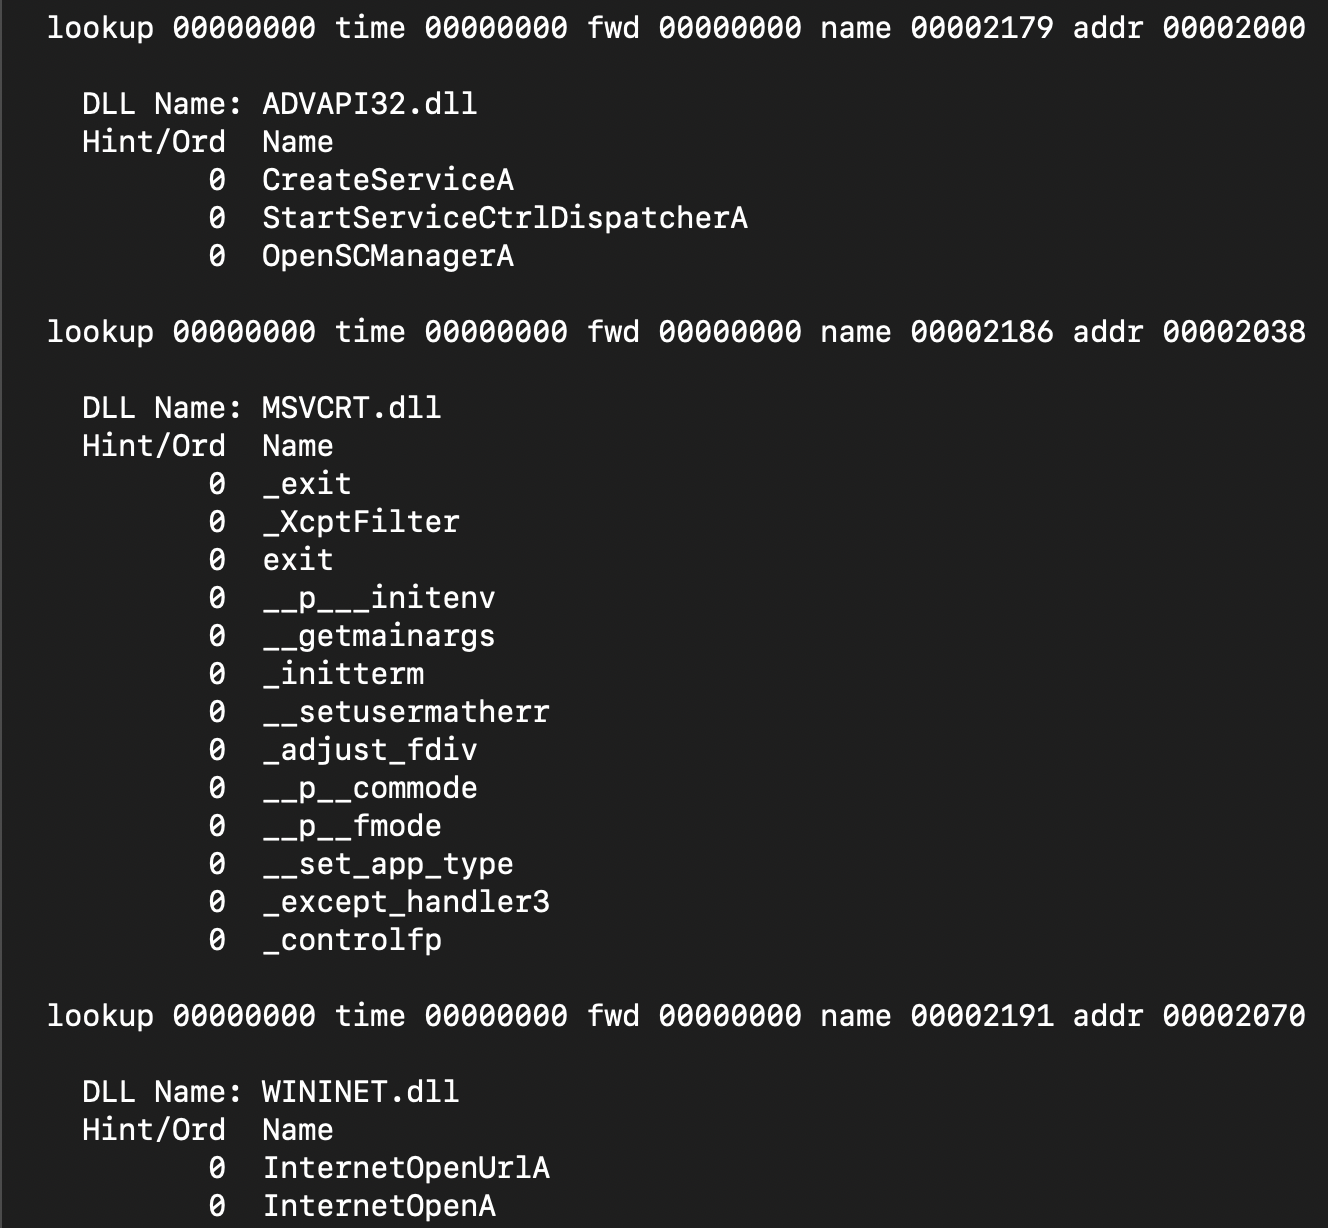 lookup 00000000 time 00000000 fwd 00000000 name 00002179 addr 00002000
DLL Name: ADVAPI32.dll
Hint/Ord  Name
0  CreateServiceA
0  StartServiceCtrlDispatcherA
0  OpenSCManagerA
lookup 00000000 time 00000000 fwd 00000000 name 00002186 addr 00002038
DLL Name: MSVCRT.dll
Hint/Ord  Name
0  _exit
0  _XcptFilter
0  exit
0  __p___initenv
0  __getmainargs
0  _initterm
0  __setusermatherr
0  _adjust_fdiv
0  __p__commode
0  __p__fmode
0  __set_app_type
0  _except_handler3
0  _controlfp
lookup 00000000 time 00000000 fwd 00000000 name 00002191 addr 00002070
DLL Name: WININET.dll
Hint/Ord  Name
0  InternetOpenUrlA
0  InternetOpenA